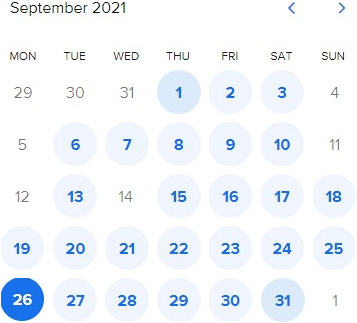 September 2021
MON TUE WED THU FRI SAT SUN
29 30 31 1 2 3 4
5 6 7 8 9 10 11
12 13 14 15 16 17 18
19 20 21 22 23 24 25
26 27 28 29 30 31 1